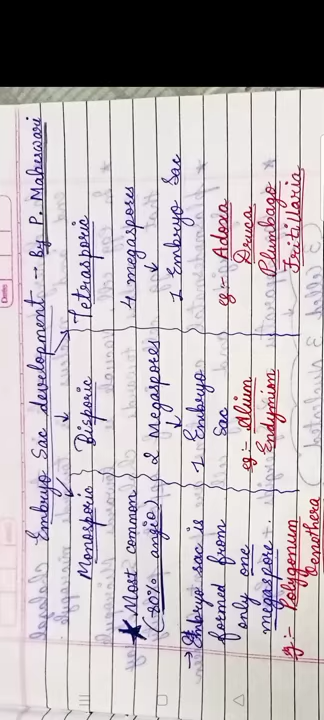 Embryo Sac development -- By P. Maheswari
Monosporic
★ Most common
(≈80% angio)
→ Embryo sac is
formed from
only one
megaspore.
eg:- Polygonum
Oenothera
Bisporic
2 Megaspores
↓
1 Embryo
Sac
eg:- Allium
Endymion
Tetrasporic
4 megaspores
↓
1 Embryo Sac
eg:- Adoxa
Drusa
Plumbago
Fritillaria